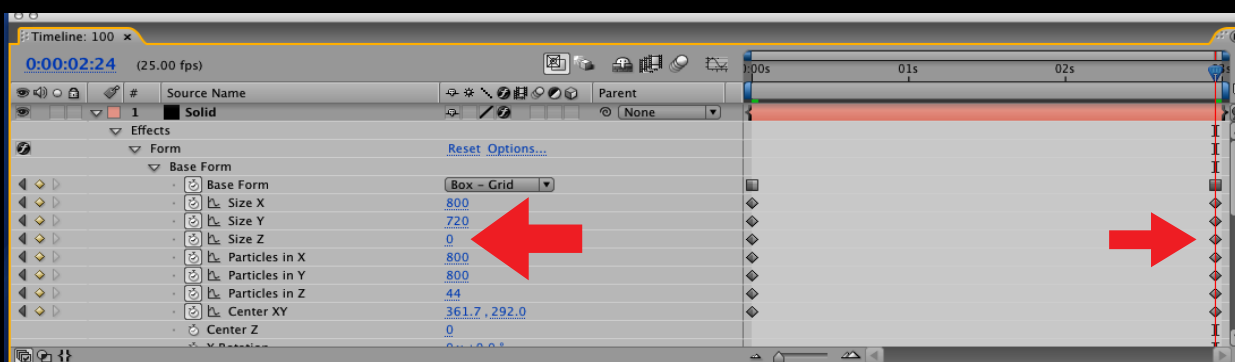 Timeline: 100 ×
0:00:02:24 (25.00 fps)
):00s 01s 02s
# Source Name Parent
1 Solid None
Effects
Form Reset Options...
Base Form
Base Form Box - Grid
Size X 800
Size Y 720
Size Z 0
Particles in X 800
Particles in Y 800
Particles in Z 44
Center XY 361.7 , 292.0
Center Z 0